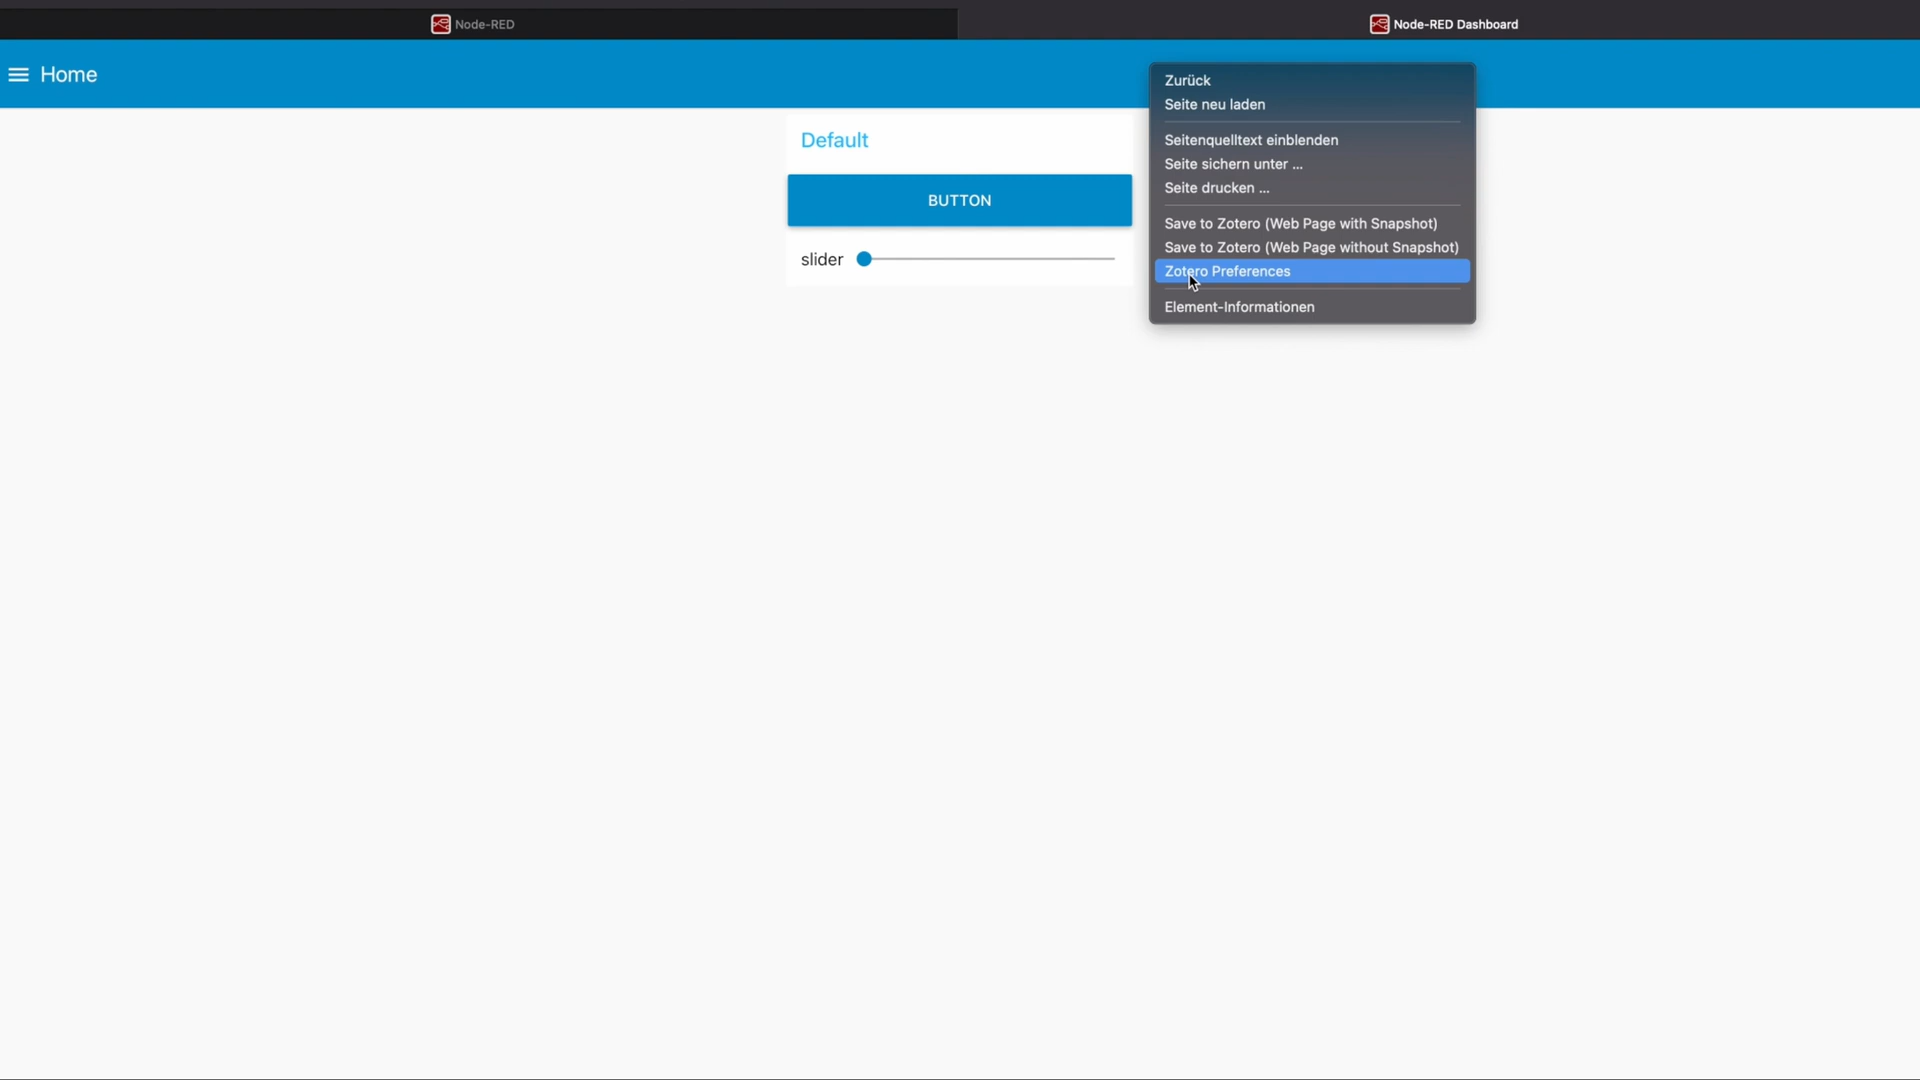 Node-RED
Node-RED Dashboard
Home
Default
BUTTON
slider
Zurück
Seite neu laden
Seitenquelltext einblenden
Seite sichern unter ...
Seite drucken ...
Save to Zotero (Web Page with Snapshot)
Save to Zotero (Web Page without Snapshot)
Zotero Preferences
Element-Informationen